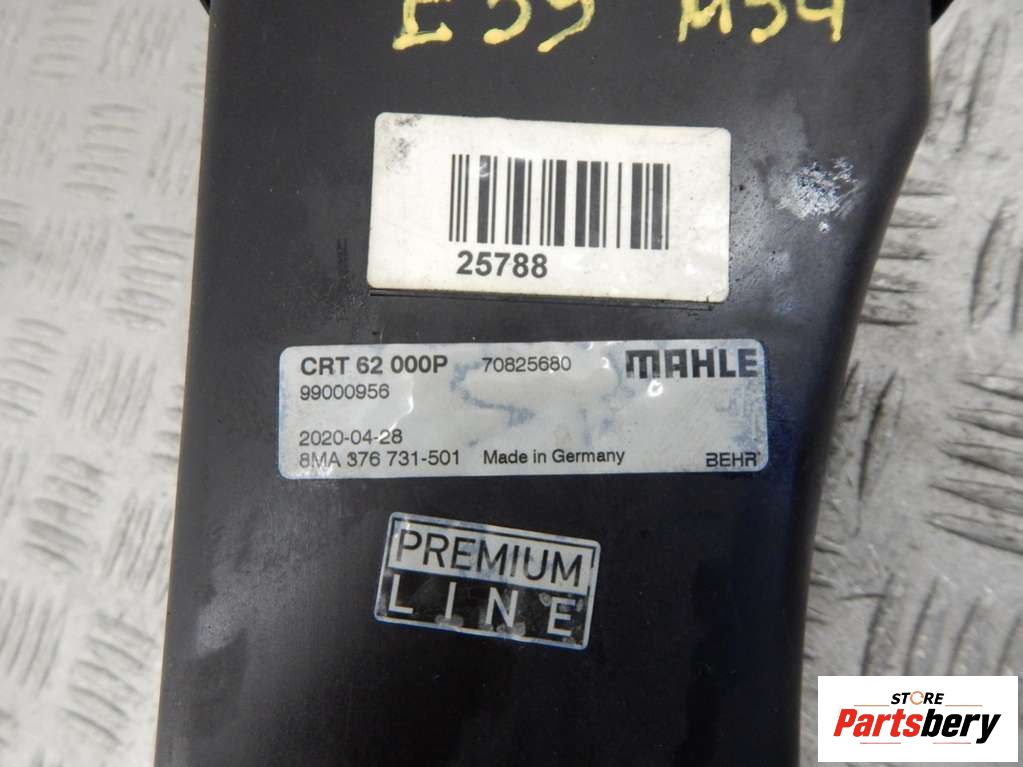 E39 M54
25788
CRT 62 000P 70825680 MAHLE
99000956
2020-04-28
8MA 376 731-501 Made in Germany BEHR
PREMIUM
LINE
STORE
Partsbery